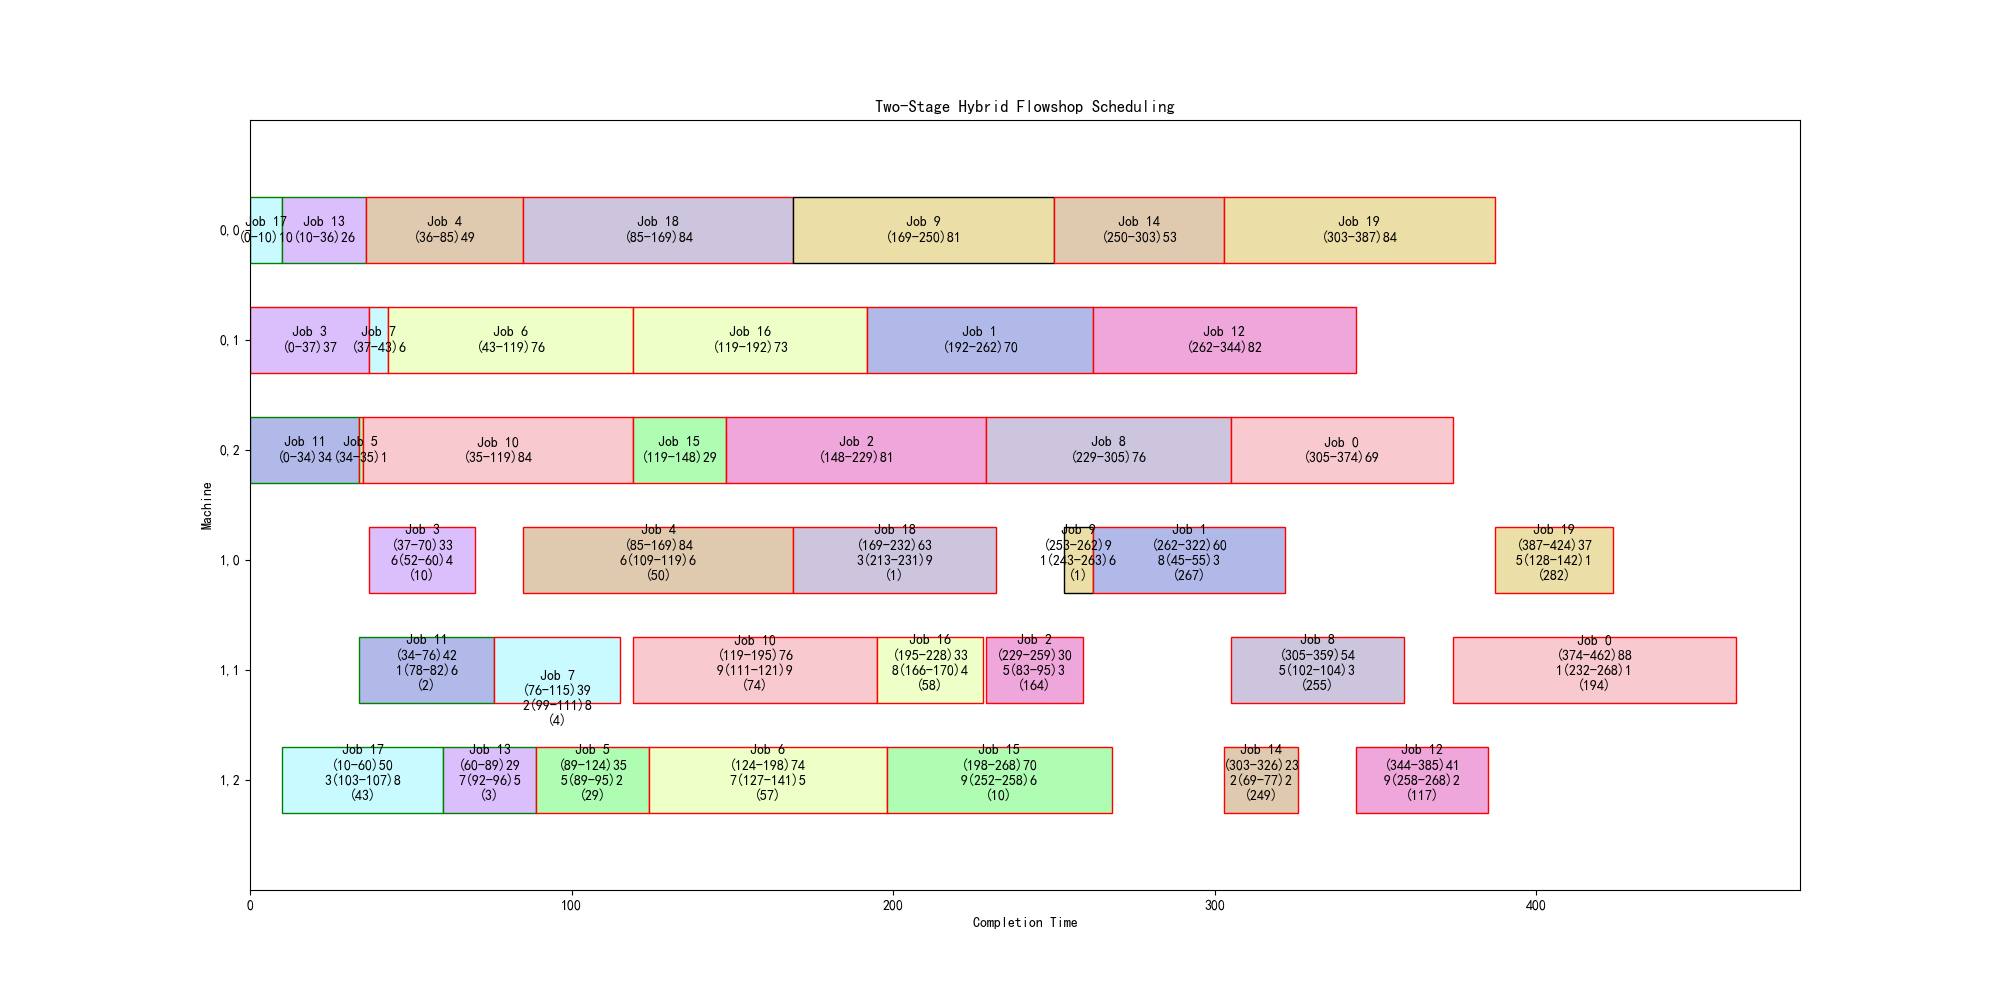 Two-Stage Hybrid Flowshop Scheduling
Machine
0,0
Job 17
(0-10)10
Job 13
(10-36)26
Job 4
(36-85)49
Job 18
(85-169)84
Job 9
(169-250)81
Job 14
(250-303)53
Job 19
(303-387)84
0,1
Job 3
(0-37)37
Job 7
(37-43)6
Job 6
(43-119)76
Job 16
(119-192)73
Job 1
(192-262)70
Job 12
(262-344)82
0,2
Job 11
(0-34)34
Job 5
(34-35)1
Job 10
(35-119)84
Job 15
(119-148)29
Job 2
(148-229)81
Job 8
(229-305)76
Job 0
(305-374)69
1,0
Job 3
(37-70)33
6(52-60)4
(10)
Job 4
(85-169)84
6(109-119)6
(50)
Job 18
(169-232)63
3(213-231)9
(1)
Job 9
(253-262)9
1(243-263)6
(1)
Job 1
(262-322)60
8(45-55)3
(267)
Job 19
(387-424)37
5(128-142)1
(282)
1,1
Job 11
(34-76)42
1(78-82)6
(2)
Job 7
(76-115)39
2(99-111)8
(4)
Job 10
(119-195)76
9(111-121)9
(74)
Job 16
(195-228)33
8(166-170)4
(58)
Job 2
(229-259)30
5(83-95)3
(164)
Job 8
(305-359)54
5(102-104)3
(255)
Job 0
(374-462)88
1(232-268)1
(194)
1,2
Job 17
(10-60)50
3(103-107)8
(43)
Job 13
(60-89)29
7(92-96)5
(3)
Job 5
(89-124)35
5(89-95)2
(29)
Job 6
(124-198)74
7(127-141)5
(57)
Job 15
(198-268)70
9(252-258)6
(10)
Job 14
(303-326)23
2(69-77)2
(249)
Job 12
(344-385)41
9(258-268)2
(117)
0
100
200
300
400
Completion Time